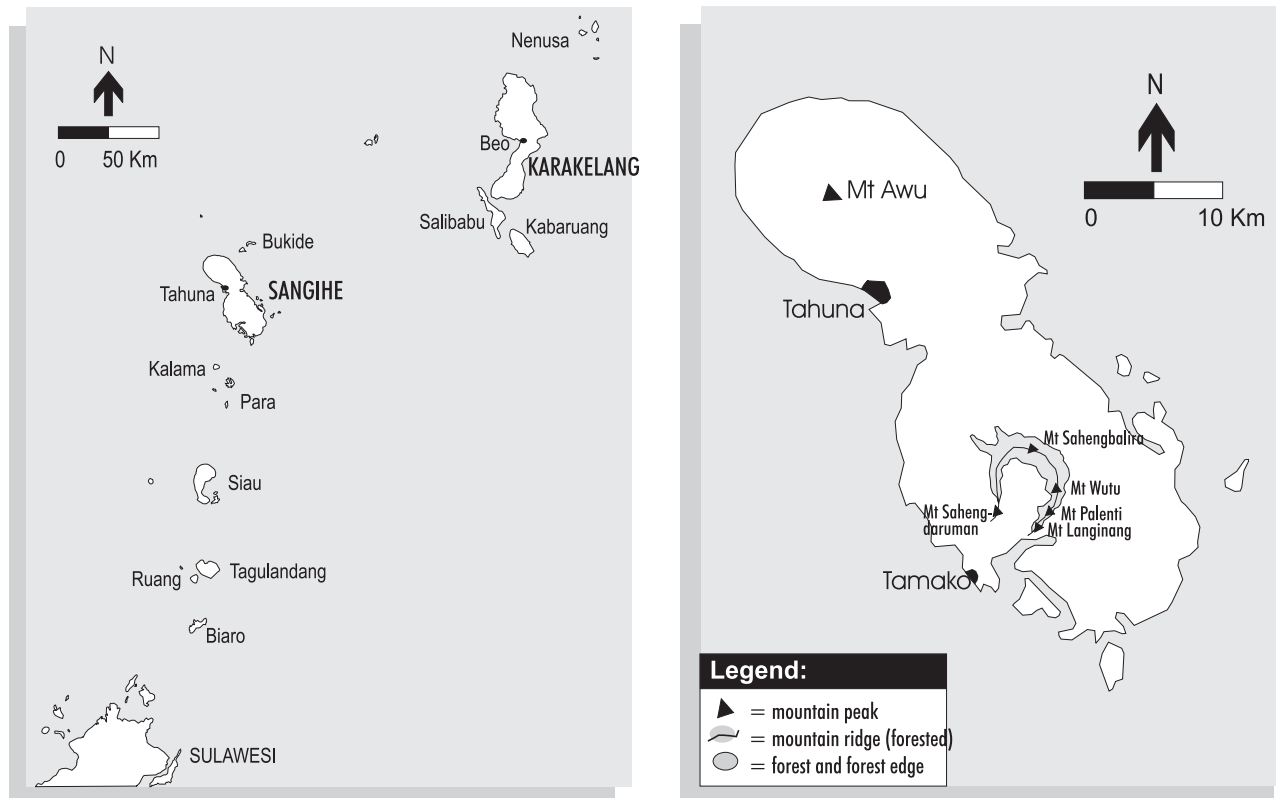 N
0 50 Km
Nenusa
Beo
KARAKELANG
Salibabu
Kabaruang
Bukide
Tahuna
SANGIHE
Kalama
Para
Siau
Ruang
Tagulandang
Biaro
SULAWESI
N
0 10 Km
Mt Awu
Tahuna
Mt Sahengbalira
Mt Wutu
Mt Saheng-
daruman
Mt Palenti
Mt Langinang
Tamako
Legend:
= mountain peak
= mountain ridge (forested)
= forest and forest edge